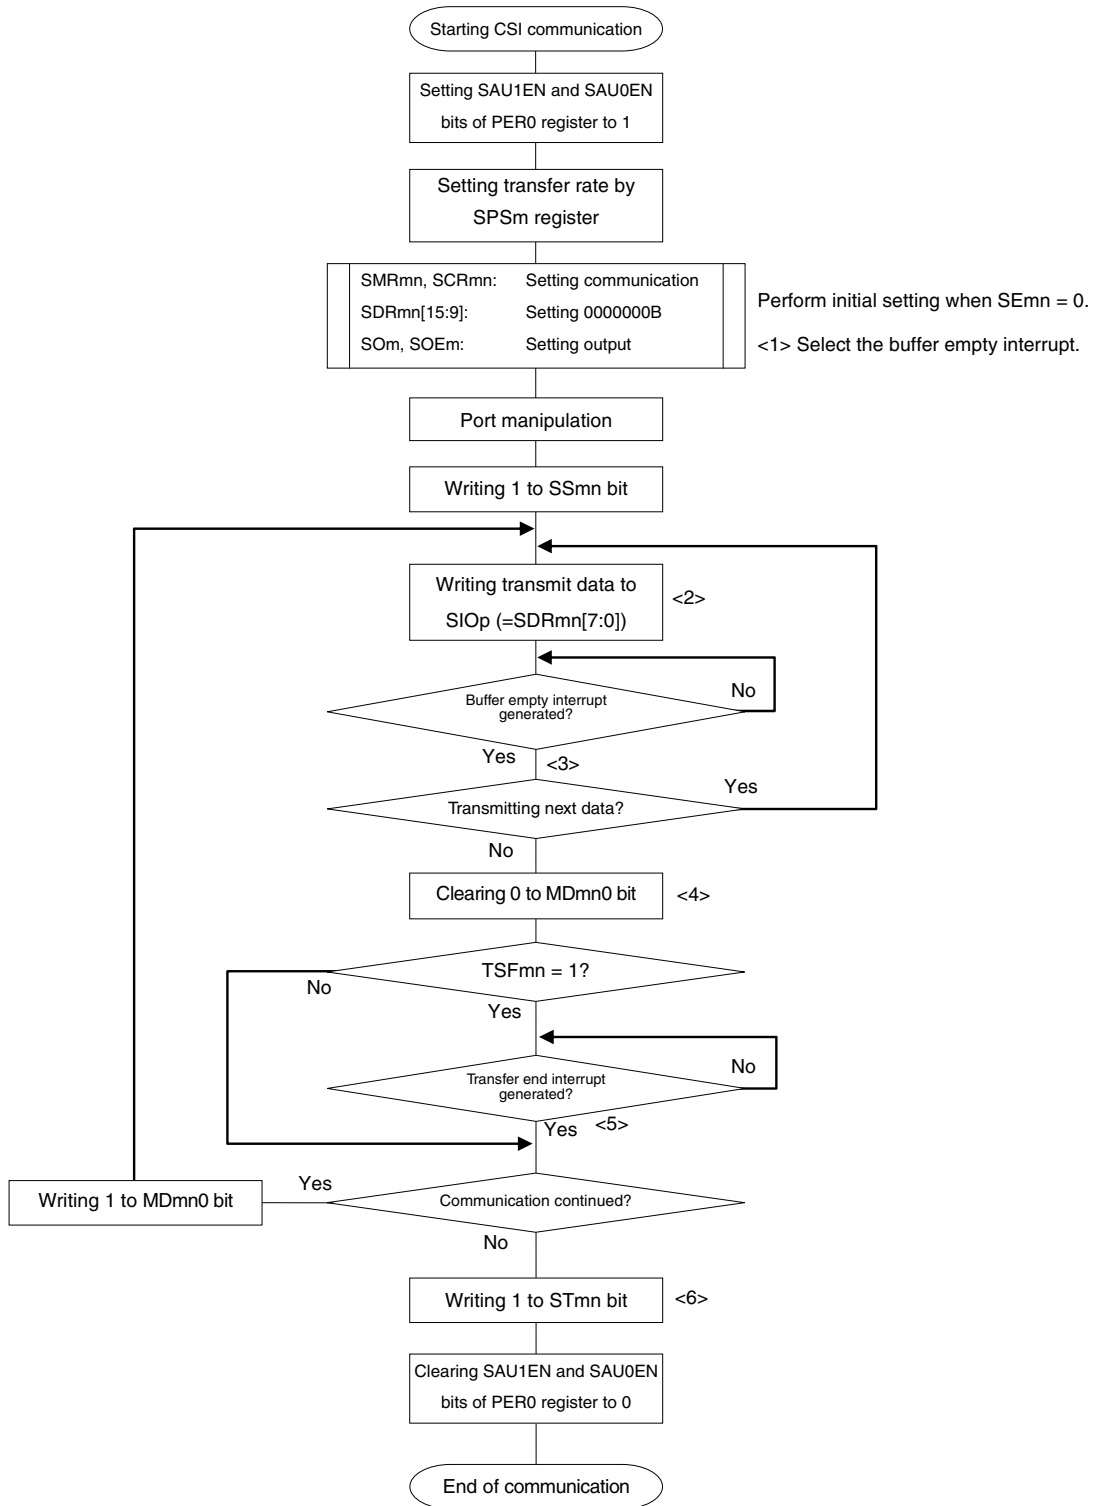 Starting CSI communication
Setting SAU1EN and SAU0EN
bits of PER0 register to 1
Setting transfer rate by
SPSm register
SMRmn, SCRmn: Setting communication
SDRmn[15:9]: Setting 0000000B
SOm, SOEm: Setting output
Perform initial setting when SEmn = 0.
<1> Select the buffer empty interrupt.
Port manipulation
Writing 1 to SSmn bit
Writing transmit data to
SIOp (=SDRmn[7:0])
<2>
Buffer empty interrupt
generated?
No
Yes
<3>
Transmitting next data?
Yes
No
Clearing 0 to MDmn0 bit
<4>
TSFmn = 1?
No
Yes
Transfer end interrupt
generated?
No
Yes
<5>
Communication continued?
Yes
Writing 1 to MDmn0 bit
No
Writing 1 to STmn bit
<6>
Clearing SAU1EN and SAU0EN
bits of PER0 register to 0
End of communication